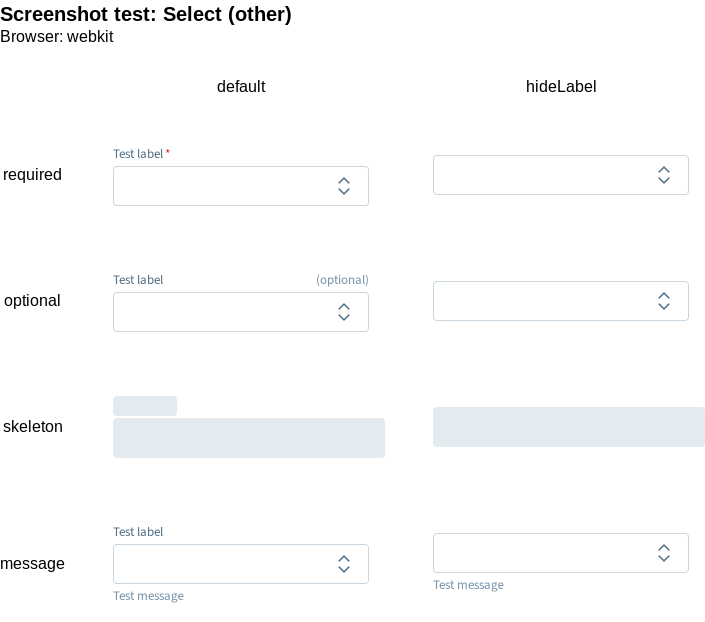 Screenshot test: Select (other)
Browser: webkit
default hideLabel
Test label *
required
Test label (optional)
optional
skeleton
Test label
message
Test message
Test message